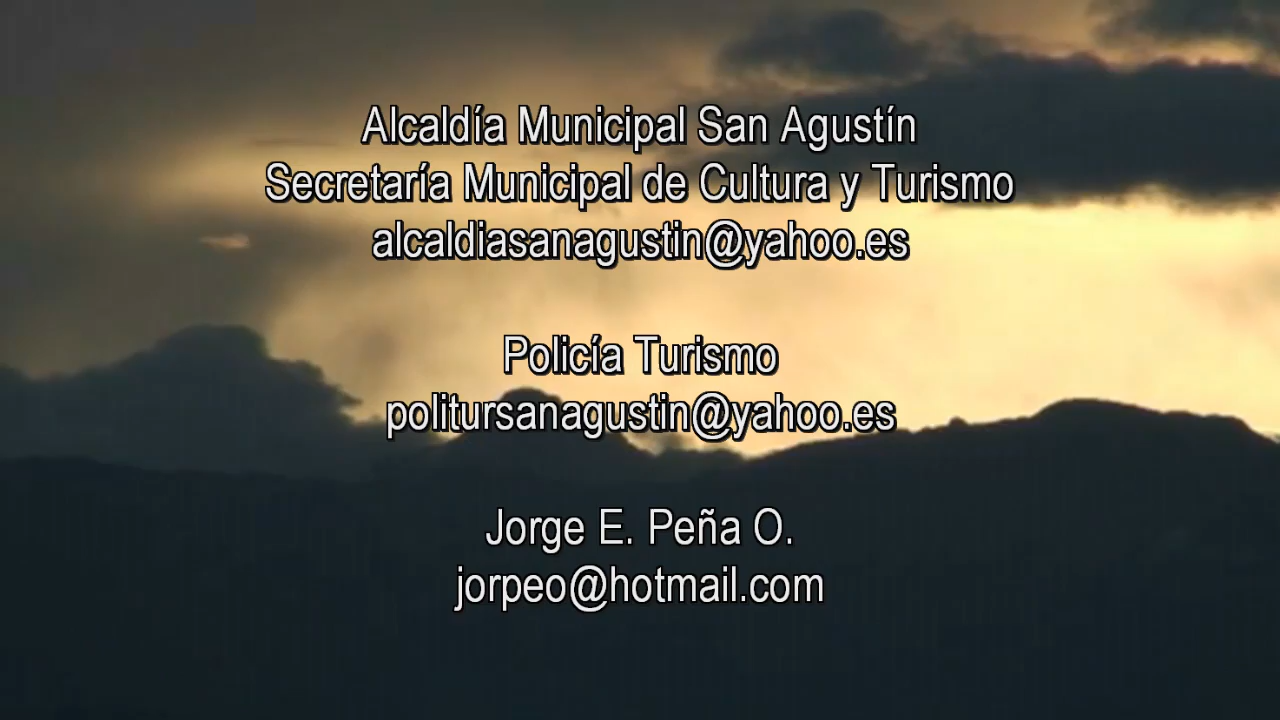 Alcaldía Municipal San Agustín
Secretaría Municipal de Cultura y Turismo
alcaldiasanagustin@yahoo.es
Policía Turismo
politursanagustin@yahoo.es
Jorge E. Peña O.
jorpeo@hotmail.com